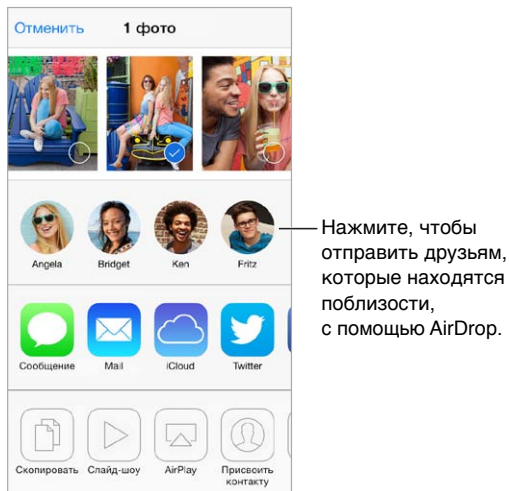 Отменить 1 фото
Angela Bridget Ken Fritz
Нажмите, чтобы
отправить друзьям,
которые находятся
поблизости,
с помощью AirDrop.
Сообщение Mail iCloud Twitter
Скопировать Слайд-шоу AirPlay Присвоить
контакту